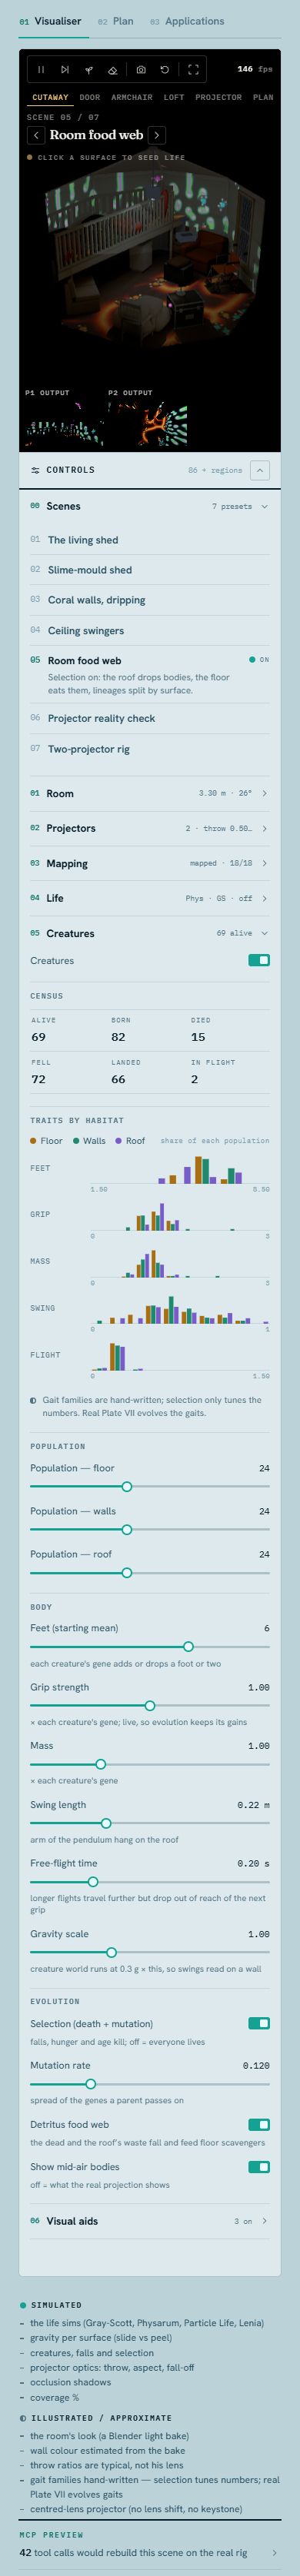 01 Visualiser 02 Plan 03 Applications
146 fps
CUTAWAY DOOR ARMCHAIR LOFT PROJECTOR PLAN
SCENE 05 / 07
Room food web
CLICK A SURFACE TO SEED LIFE
P1 OUTPUT P2 OUTPUT
CONTROLS 86 + regions
00 Scenes 7 presets
01 The living shed
02 Slime-mould shed
03 Coral walls, dripping
04 Ceiling swingers
05 Room food web ON
Selection on: the roof drops bodies, the floor
eats them, lineages split by surface.
06 Projector reality check
07 Two-projector rig
01 Room 3.30 m · 26°
02 Projectors 2 · throw 0.50…
03 Mapping mapped · 18/18
04 Life Phys · GS · off
05 Creatures 69 alive
Creatures
CENSUS
ALIVE BORN DIED
69 82 15
FELL LANDED IN FLIGHT
72 66 2
TRAITS BY HABITAT
Floor Walls Roof share of each population
FEET
1.50 8.50
GRIP
0 3
MASS
0 3
SWING
0 1
FLIGHT
0 1.50
Gait families are hand-written; selection only tunes the
numbers. Real Plate VII evolves the gaits.
POPULATION
Population — floor 24
Population — walls 24
Population — roof 24
BODY
Feet (starting mean) 6
each creature's gene adds or drops a foot or two
Grip strength 1.00
× each creature's gene; live, so evolution keeps its gains
Mass 1.00
× each creature's gene
Swing length 0.22 m
arm of the pendulum hang on the roof
Free-flight time 0.20 s
longer flights travel further but drop out of reach of the next
grip
Gravity scale 1.00
creature world runs at 0.3 g × this, so swings read on a wall
EVOLUTION
Selection (death + mutation)
falls, hunger and age kill; off = everyone lives
Mutation rate 0.120
spread of the genes a parent passes on
Detritus food web
the dead and the roof's waste fall and feed floor scavengers
Show mid-air bodies
off = what the real projection shows
06 Visual aids 3 on
SIMULATED
– the life sims (Gray-Scott, Physarum, Particle Life, Lenia)
– gravity per surface (slide vs peel)
– creatures, falls and selection
– projector optics: throw, aspect, fall-off
– occlusion shadows
– coverage %
ILLUSTRATED / APPROXIMATE
– the room's look (a Blender light bake)
– wall colour estimated from the bake
– throw ratios are typical, not his lens
– gait families hand-written — selection tunes numbers; real
Plate VII evolves gaits
– centred-lens projector (no lens shift, no keystone)
MCP PREVIEW
42 tool calls would rebuild this scene on the real rig